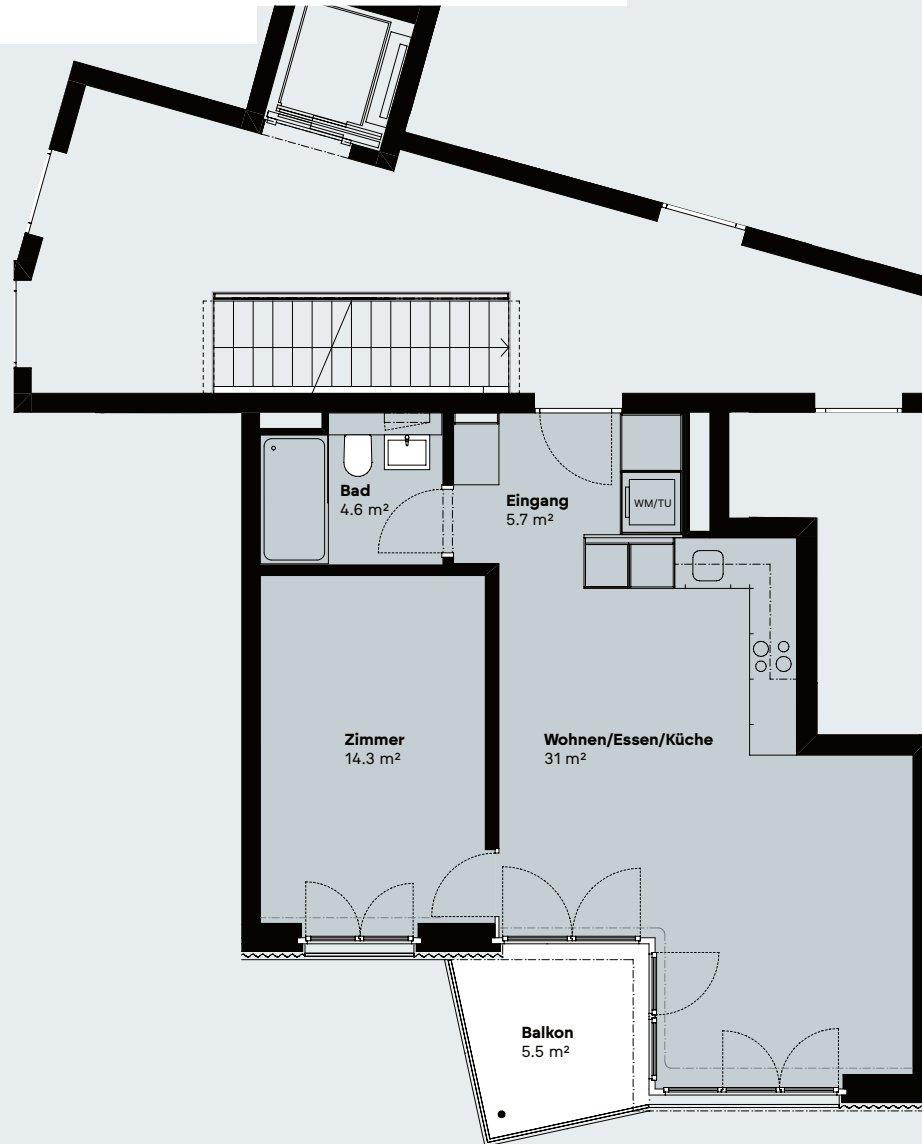 Bad
4.6 m²
Eingang
5.7 m²
WM/TU
Zimmer
14.3 m²
Wohnen/Essen/Küche
31 m²
Balkon
5.5 m²